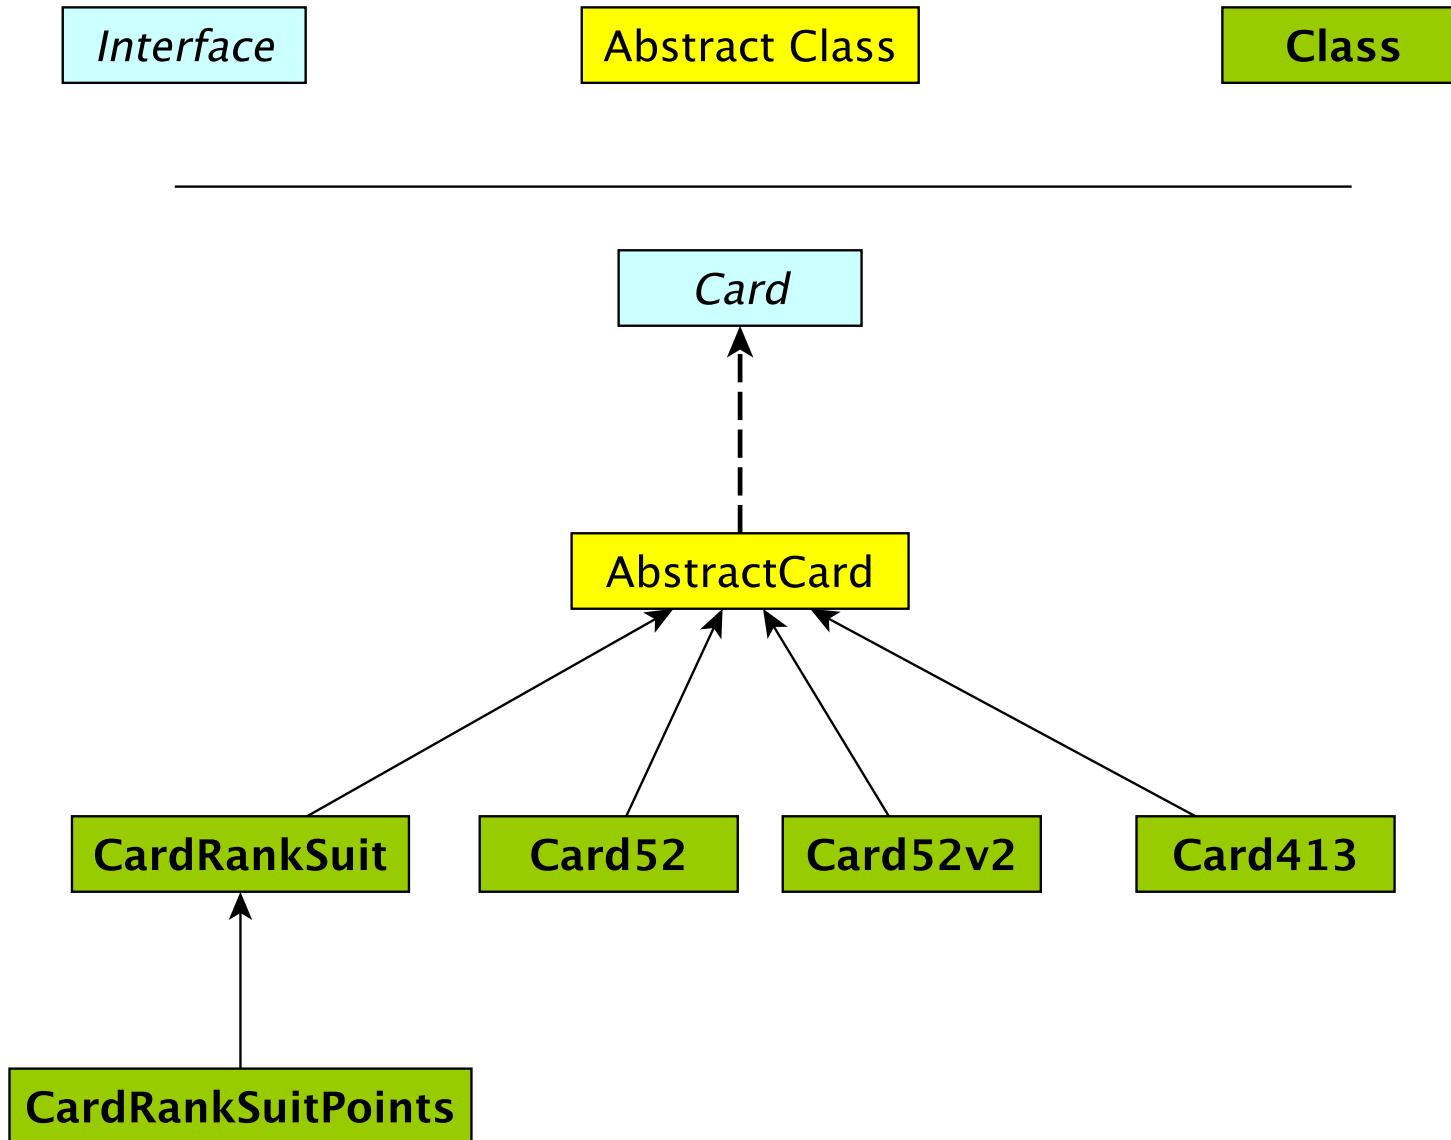 Interface
Abstract Class
Class
Card
AbstractCard
CardRankSuit
Card52
Card52v2
Card413
CardRankSuitPoints